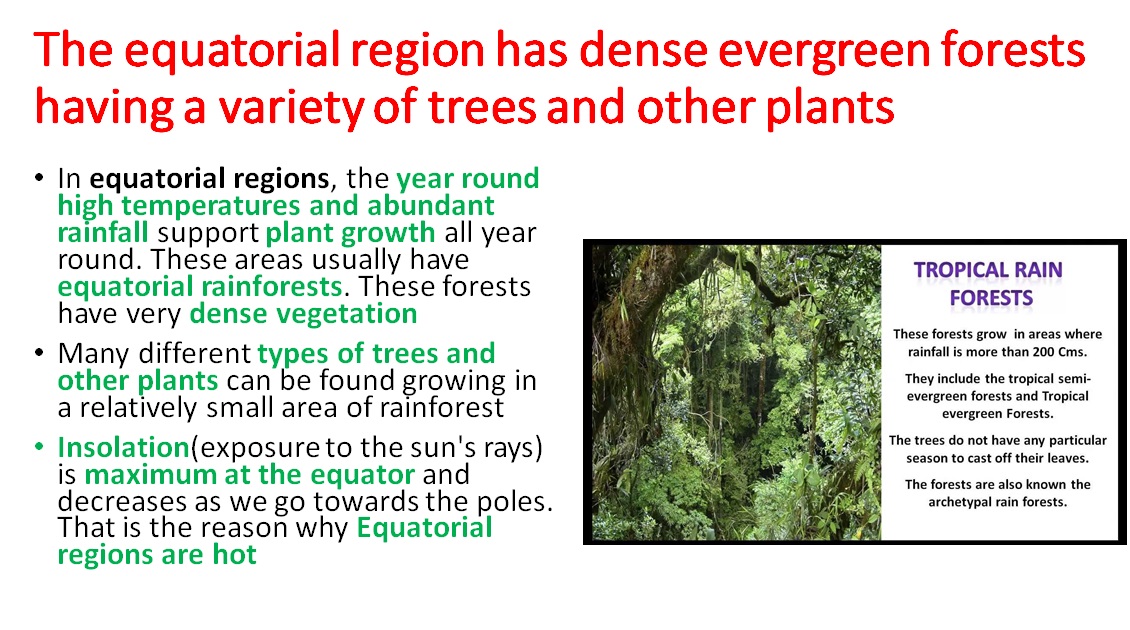 The equatorial region has dense evergreen forests
having a variety of trees and other plants
• In equatorial regions, the year round
high temperatures and abundant
rainfall support plant growth all year
round. These areas usually have
equatorial rainforests. These forests
have very dense vegetation
• Many different types of trees and
other plants can be found growing in
a relatively small area of rainforest
• Insolation(exposure to the sun's rays)
is maximum at the equator and
decreases as we go towards the poles.
That is the reason why Equatorial
regions are hot
TROPICAL RAIN
FORESTS
These forests grow in areas where
rainfall is more than 200 Cms.
They include the tropical semi-
evergreen forests and Tropical
evergreen Forests.
The trees do not have any particular
season to cast off their leaves.
The forests are also known the
archetypal rain forests.